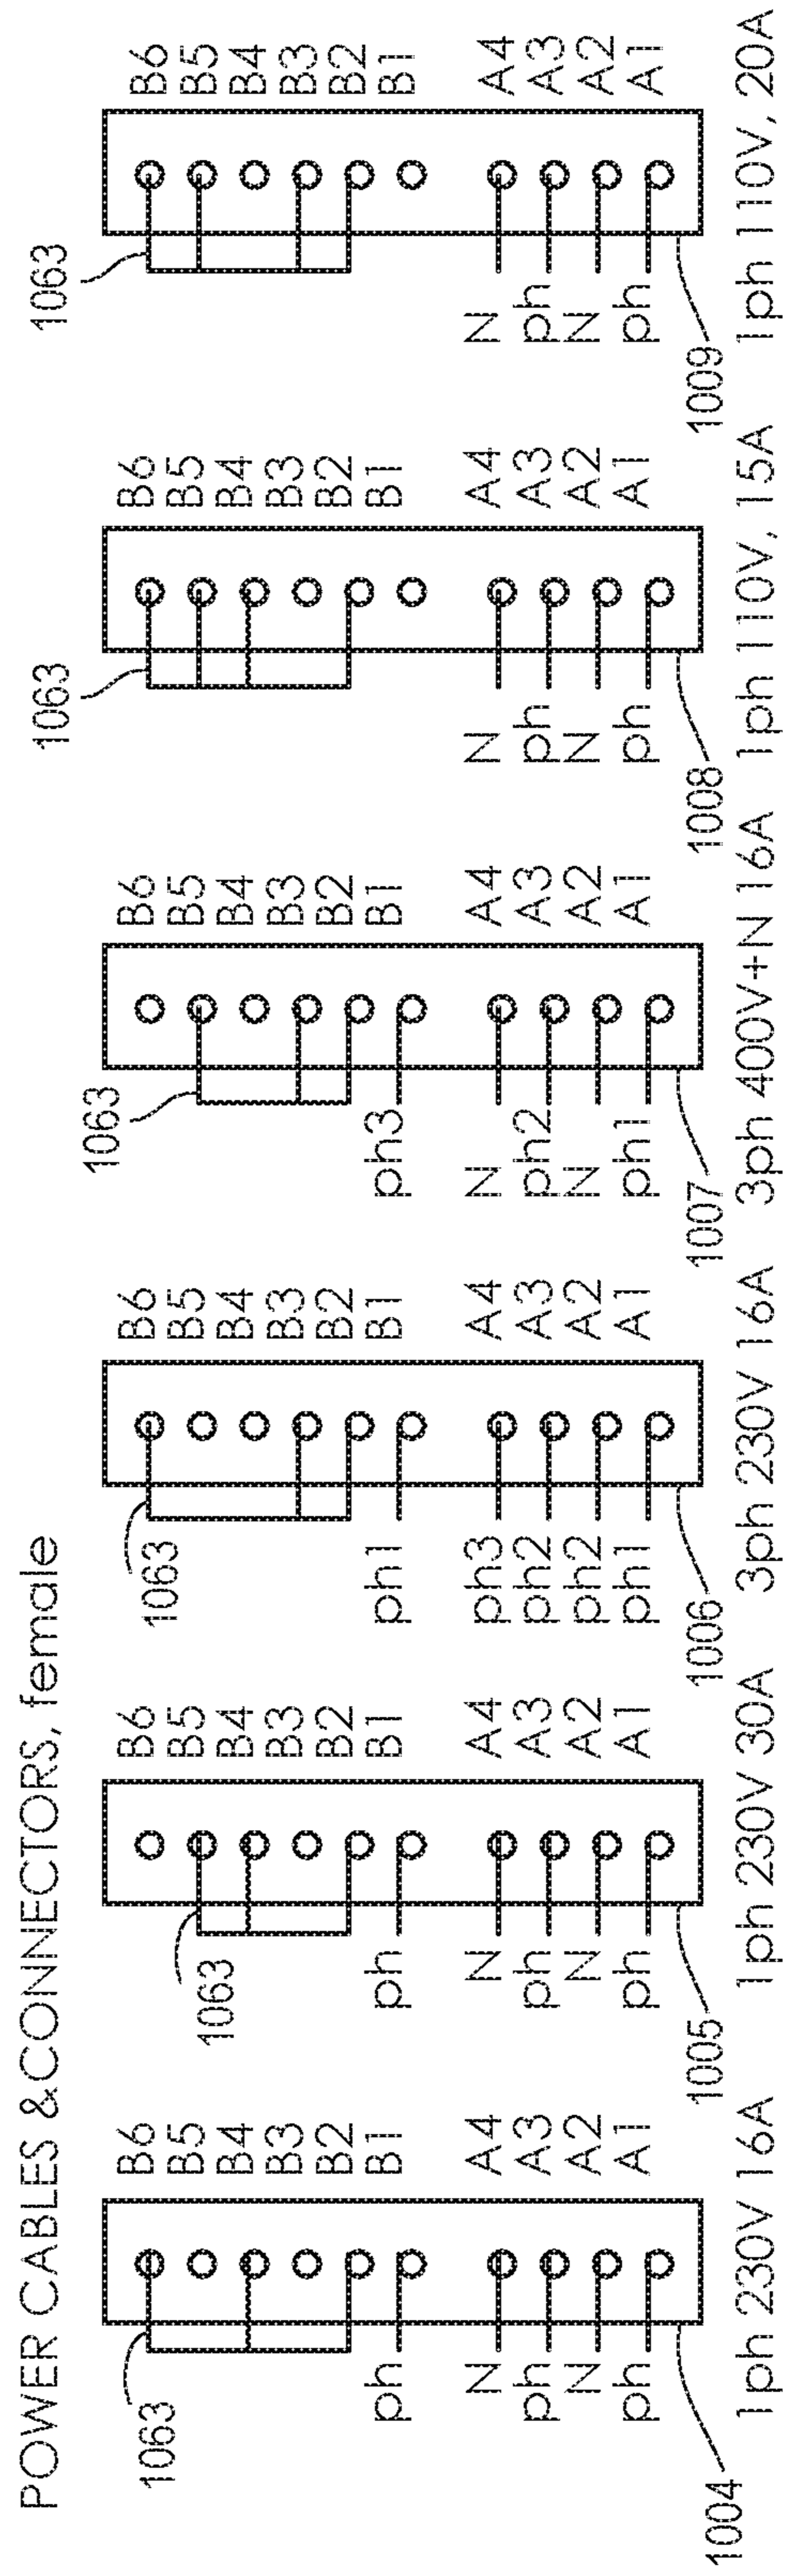 POWER CABLES &CONNECTORS, female
1063
B6
B5
B4
B3
B2
ph B1
N A4
ph A3
N A2
ph A1
1004
1ph 230V 16A
1063
B6
B5
B4
B3
B2
ph B1
N A4
ph A3
N A2
ph A1
1005
1ph 230V 30A
1063
B6
B5
B4
B3
B2
ph1 B1
ph3 A4
ph2 A3
ph2 A2
ph1 A1
1006
3ph 230V 16A
1063
B6
B5
B4
B3
B2
ph3 B1
N A4
ph2 A3
N A2
ph1 A1
1007
3ph 400V+N 16A
1063
B6
B5
B4
B3
B2
B1
N A4
ph A3
N A2
ph A1
1008
1ph 110V, 15A
1063
B6
B5
B4
B3
B2
B1
N A4
ph A3
N A2
ph A1
1009
1ph 110V, 20A